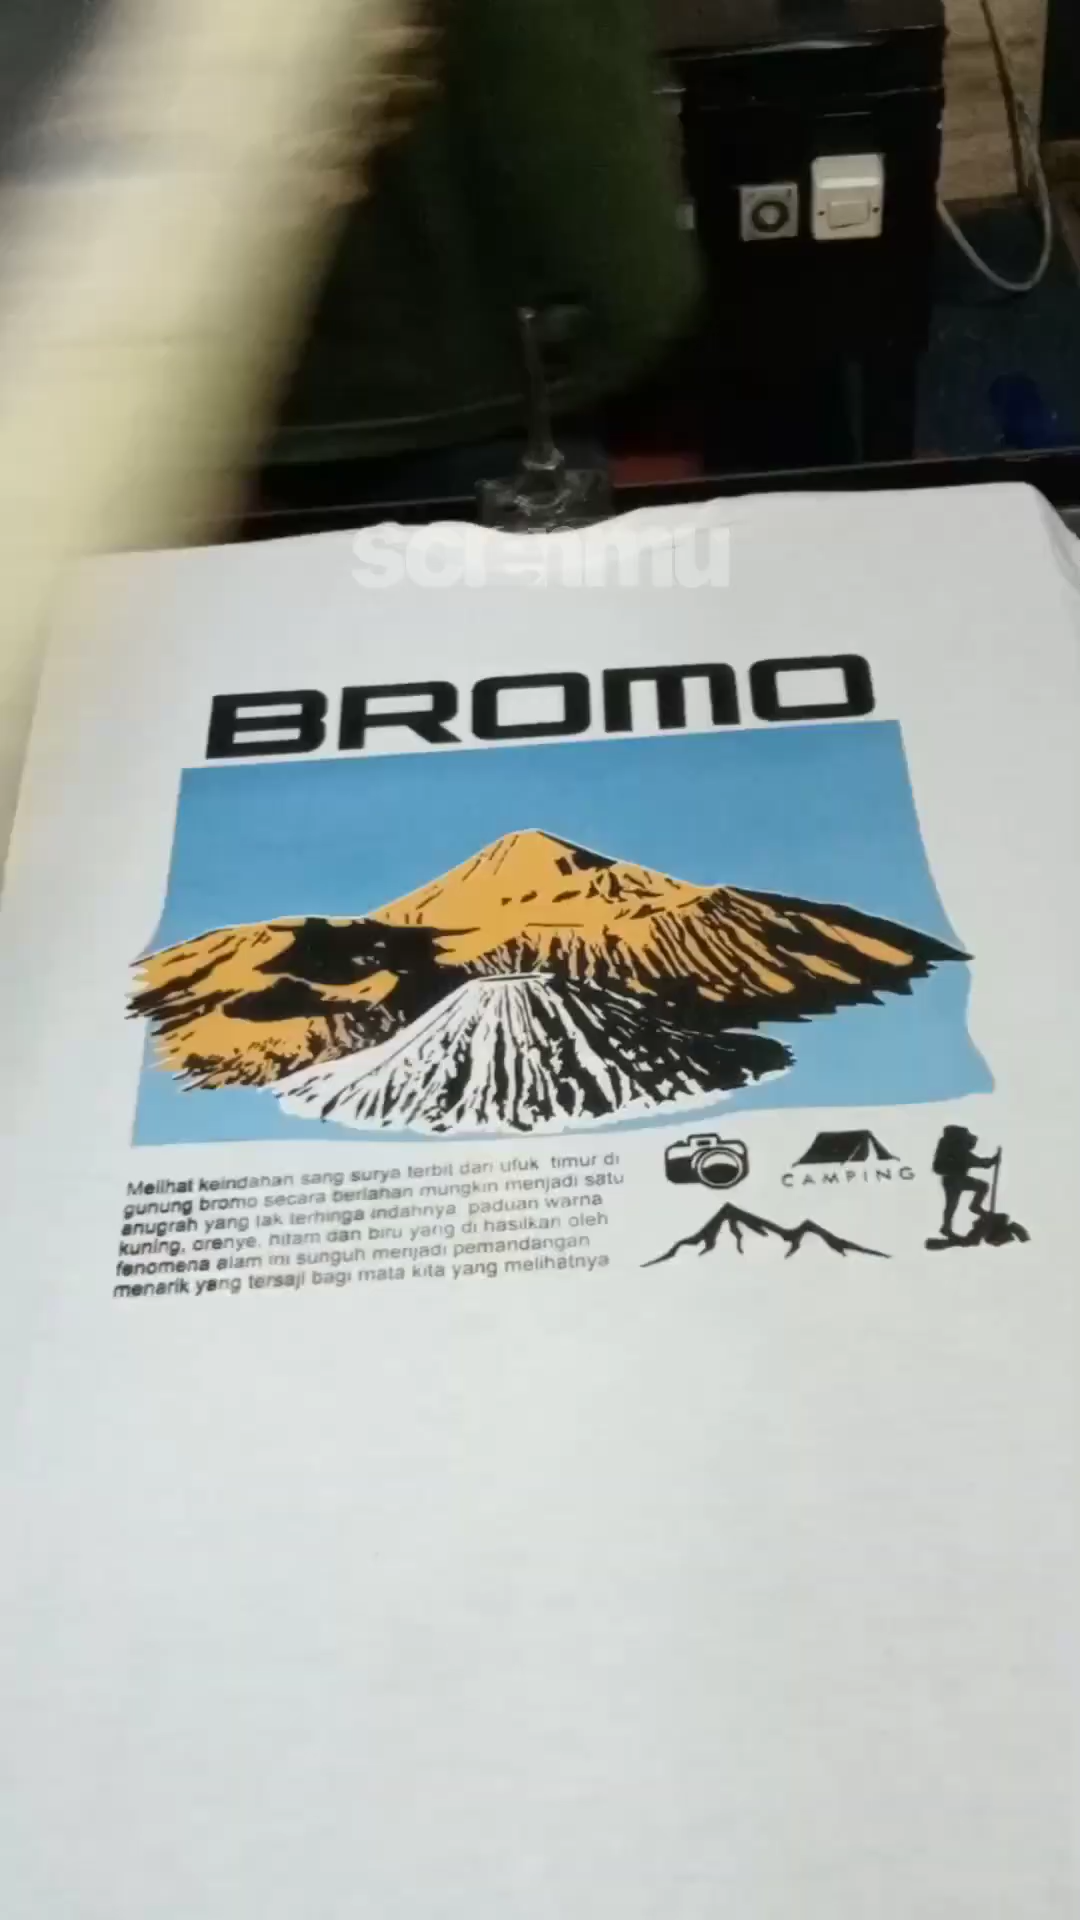 screenmu
BROMO
Melihat keindahan sang surya terbit dari ufuk timur di
gunung bromo secara berlahan mungkin menjadi satu
anugrah yang tak terhinga indahnya paduan warna
kuning, orenye, hitam dan biru yang di hasilkan oleh
fenomena alam ini sunguh menjadi pemandangan
menarik yang tersaji bagi mata kita yang melihatnya
CAMPING